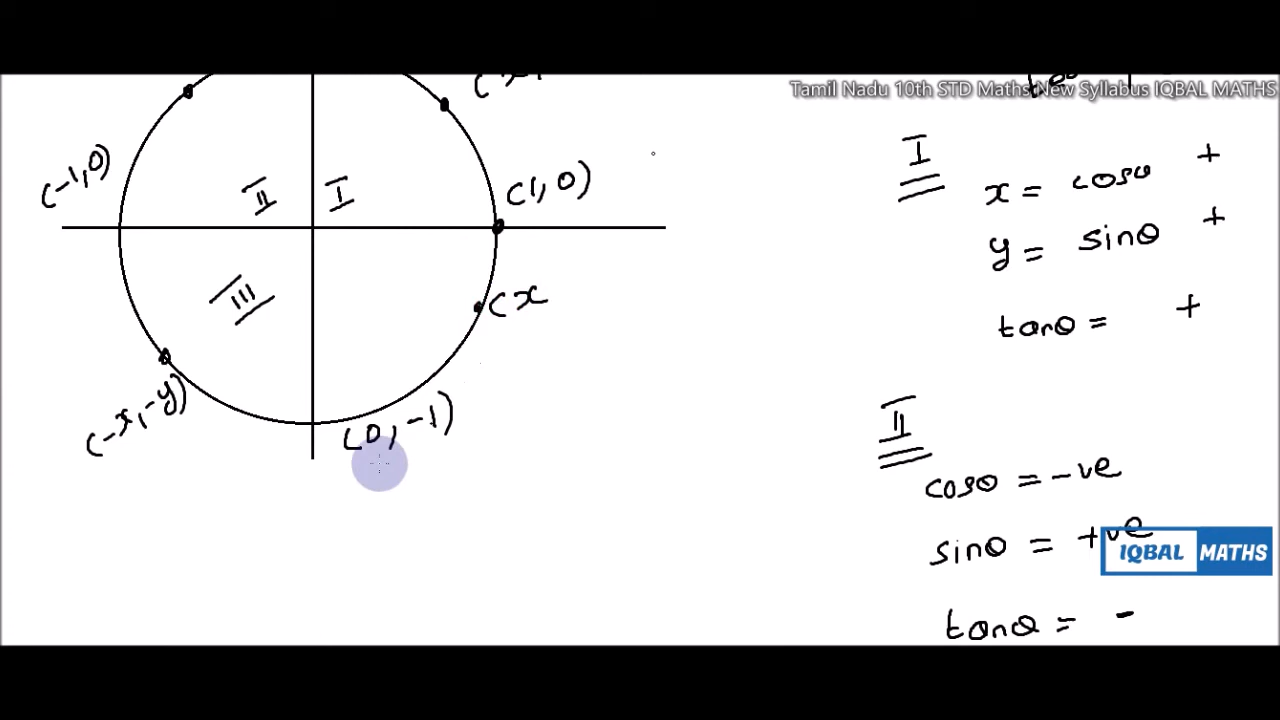 Tamil Nadu 10th STD Maths New Syllabus IQBAL MATHS
(-1, 0)
II
I
(1, 0)
III
(x
(-x, -y)
(0, -1)
I
x = cosθ +
y = sinθ +
tanθ = +
II
cosθ = -ve
sinθ = +ve
IQBAL MATHS
tanθ = -